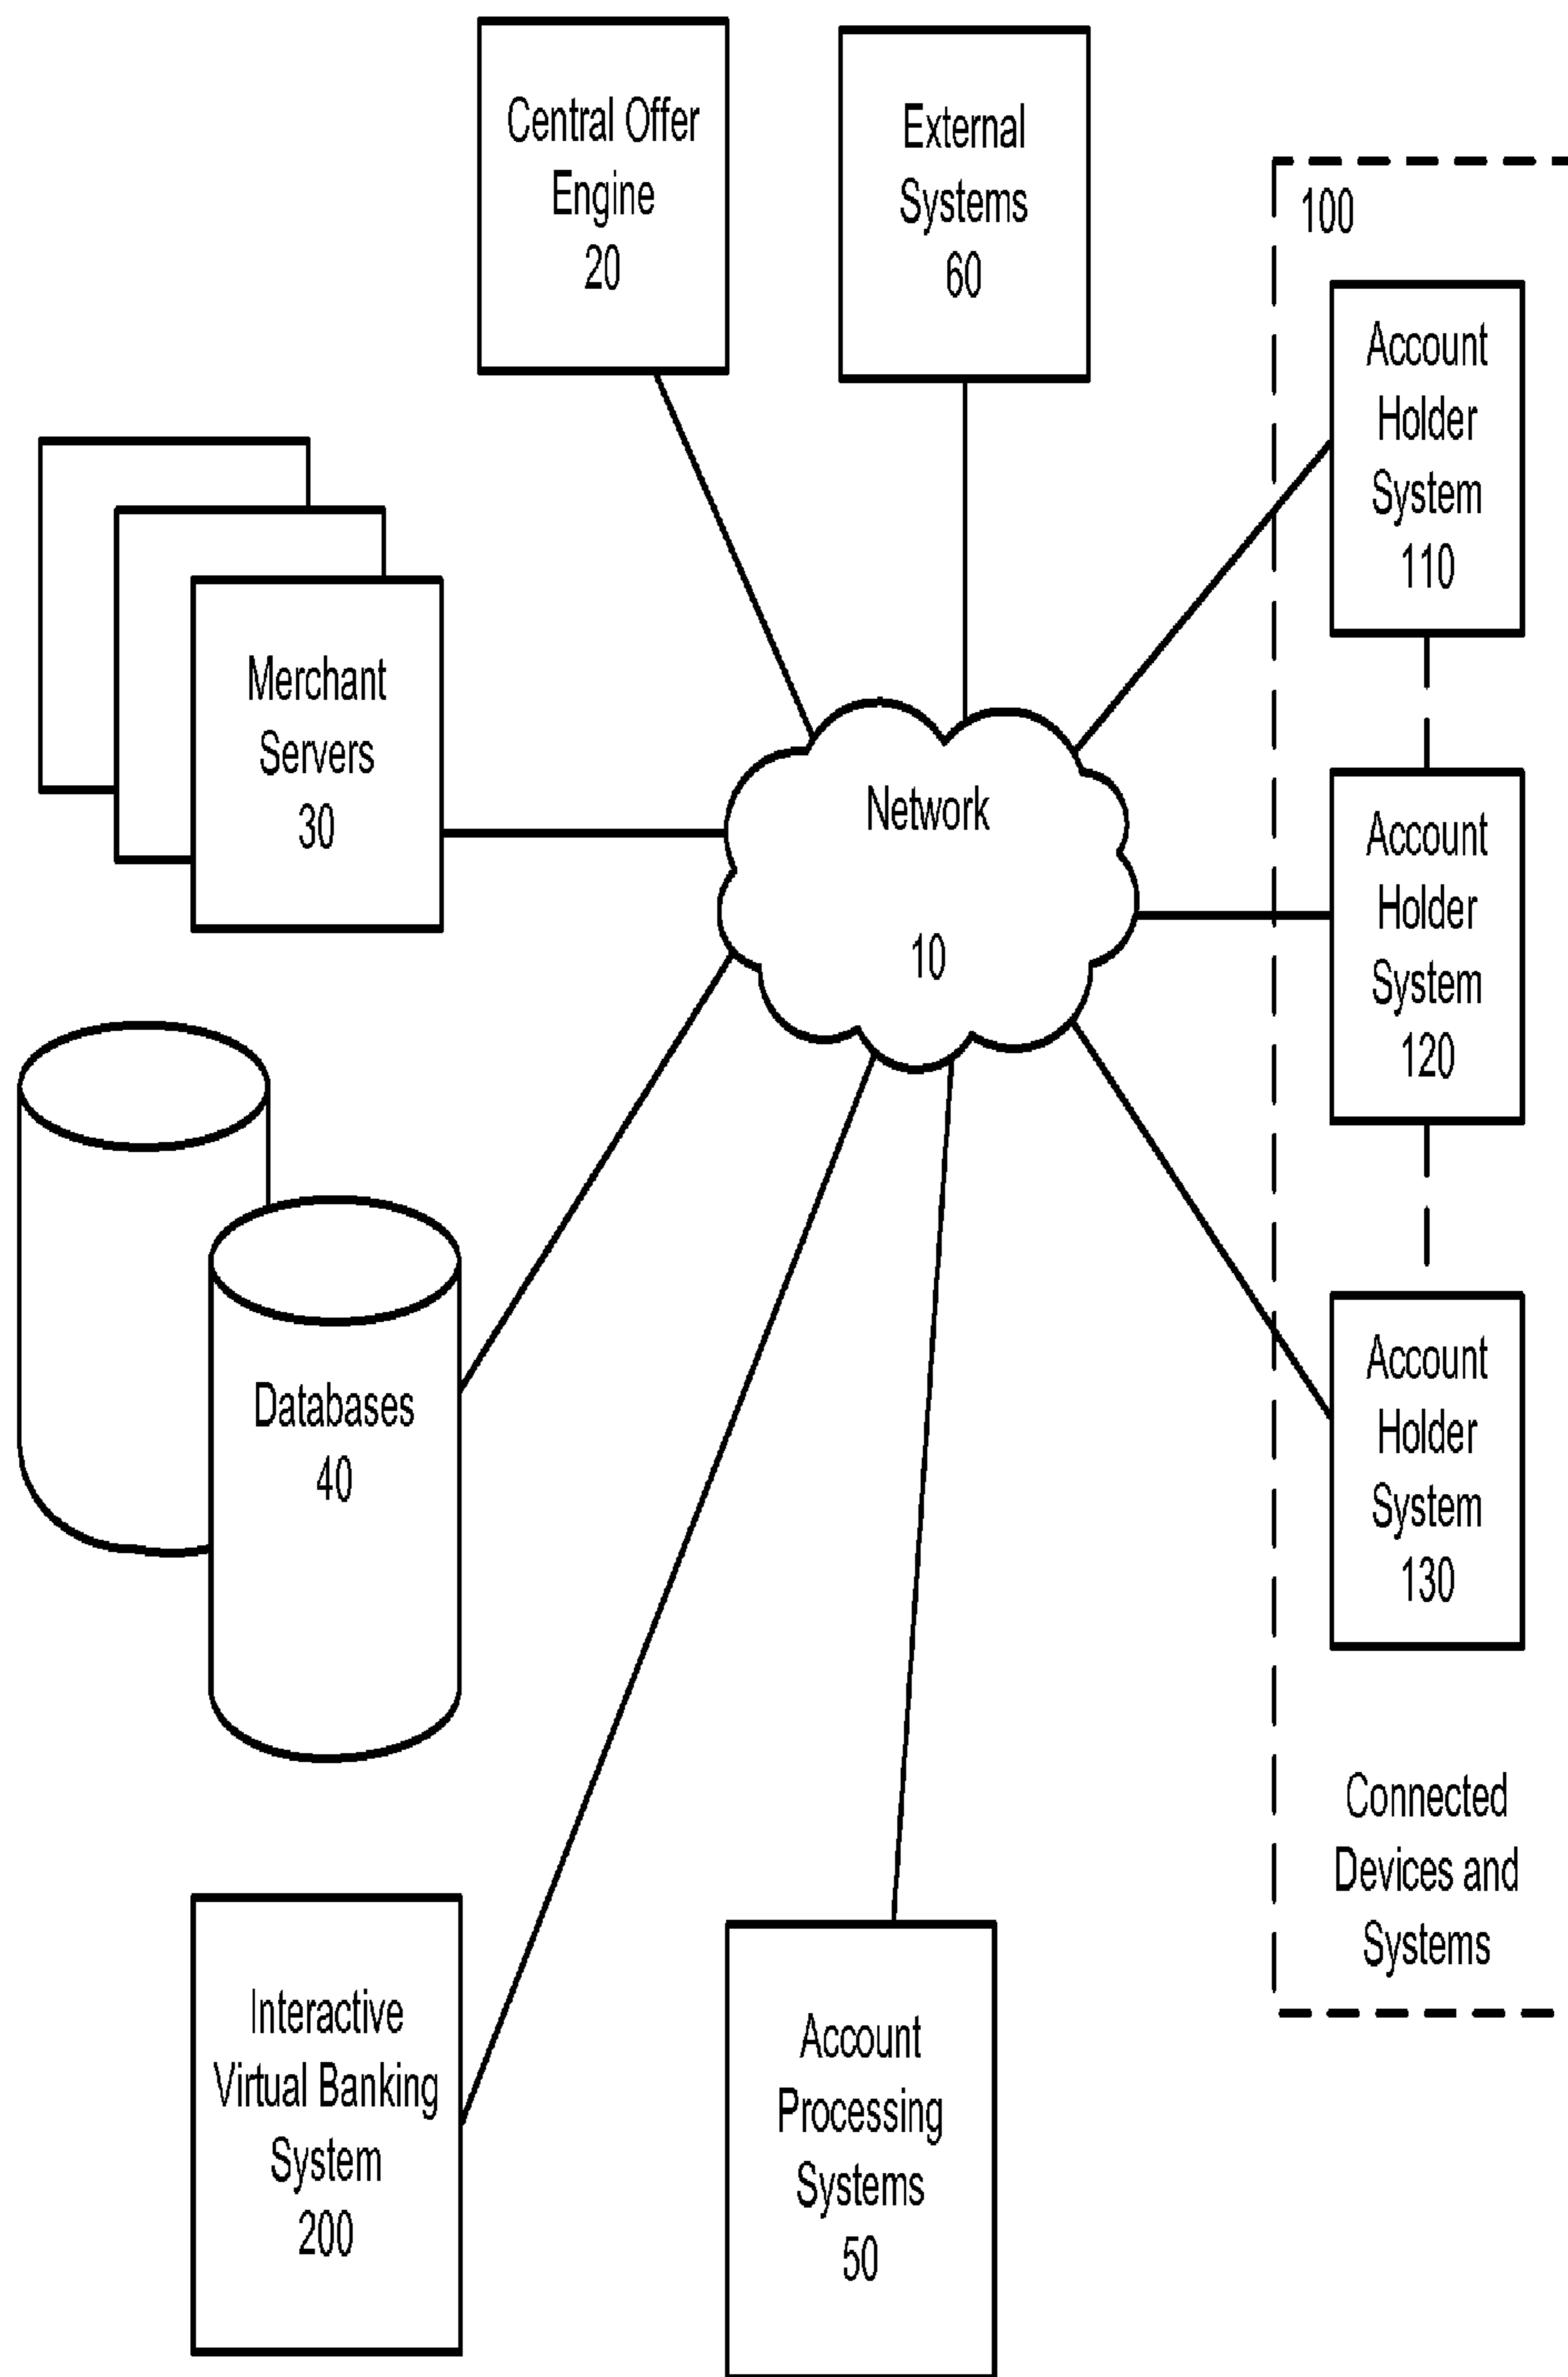 Central Offer
Engine
20
External
Systems
60
100
Account
Holder
System
110
Merchant
Servers
30
Network
10
Account
Holder
System
120
Databases
40
Account
Holder
System
130
Connected
Devices and
Systems
Interactive
Virtual Banking
System
200
Account
Processing
Systems
50